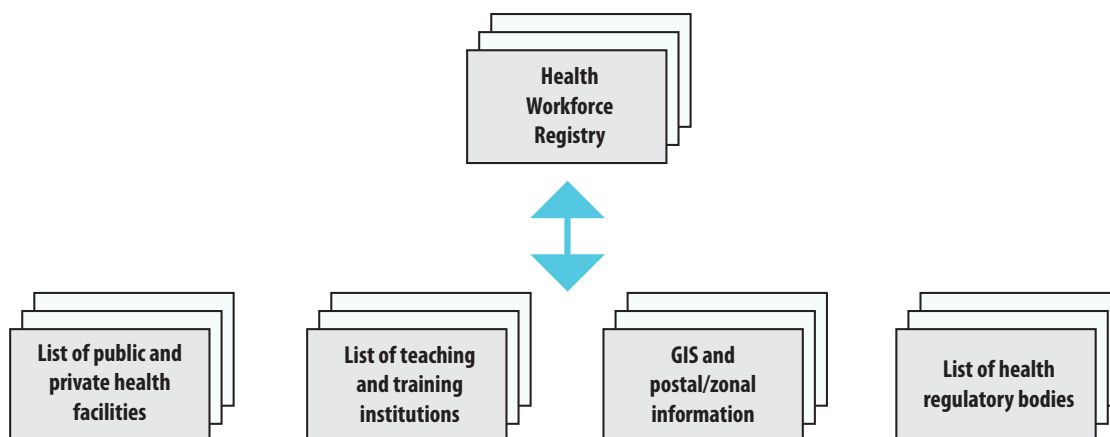 Health
Workforce
Registry
List of public and
private health
facilities
List of teaching
and training
institutions
GIS and
postal/zonal
information
List of health
regulatory bodies